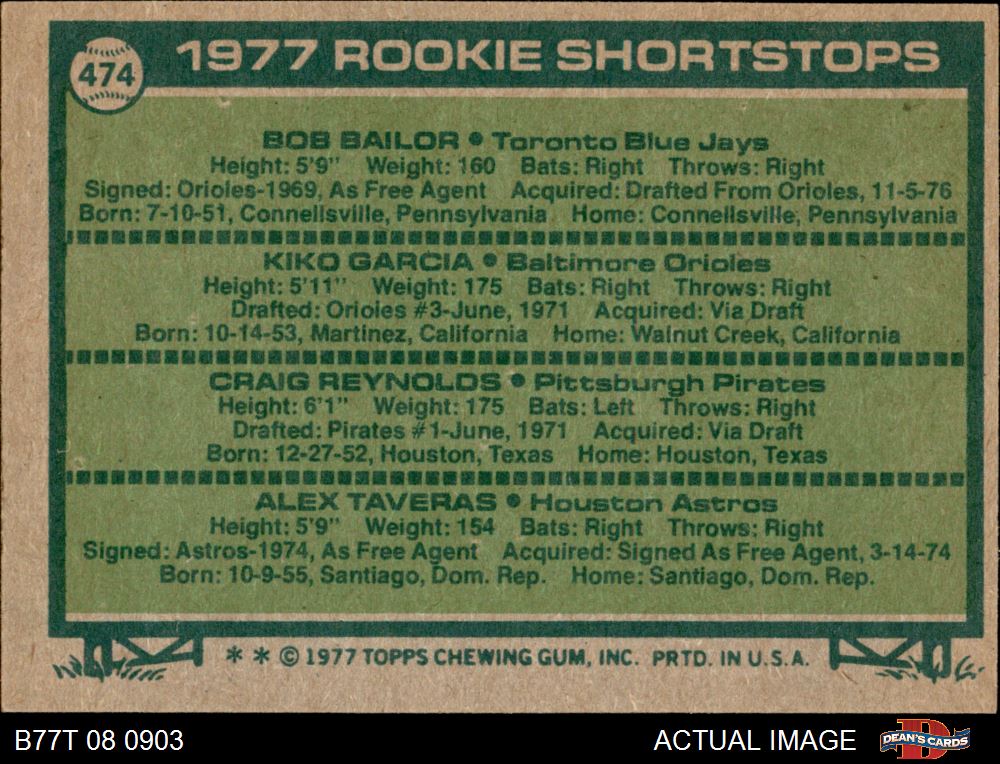 474
1977 ROOKIE SHORTSTOPS
BOB BAILOR • Toronto Blue Jays
Height: 5'9" Weight: 160 Bats: Right Throws: Right
Signed: Orioles-1969, As Free Agent Acquired: Drafted From Orioles, 11-5-76
Born: 7-10-51, Connellsville, Pennsylvania Home: Connellsville, Pennsylvania
KIKO GARCIA • Baltimore Orioles
Height: 5'11" Weight: 175 Bats: Right Throws: Right
Drafted: Orioles #3-June, 1971 Acquired: Via Draft
Born: 10-14-53, Martinez, California Home: Walnut Creek, California
CRAIG REYNOLDS • Pittsburgh Pirates
Height: 6'1" Weight: 175 Bats: Left Throws: Right
Drafted: Pirates #1-June, 1971 Acquired: Via Draft
Born: 12-27-52, Houston, Texas Home: Houston, Texas
ALEX TAVERAS • Houston Astros
Height: 5'9" Weight: 154 Bats: Right Throws: Right
Signed: Astros-1974, As Free Agent Acquired: Signed As Free Agent, 3-14-74
Born: 10-9-55, Santiago, Dom. Rep. Home: Santiago, Dom. Rep.
* * © 1977 TOPPS CHEWING GUM, INC. PRTD. IN U.S.A.
B77T 08 0903 ACTUAL IMAGE DEAN'S CARDS